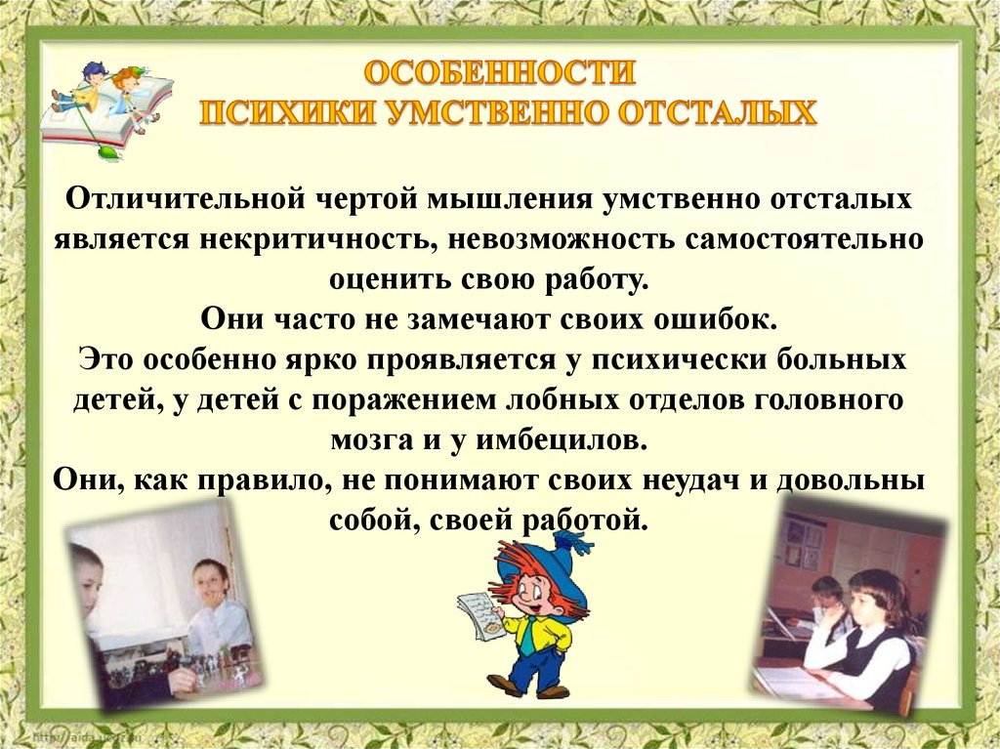 ОСОБЕННОСТИ
ПСИХИКИ УМСТВЕННО ОТСТАЛЫХ
Отличительной чертой мышления умственно отсталых
является некритичность, невозможность самостоятельно
оценить свою работу.
Они часто не замечают своих ошибок.
Это особенно ярко проявляется у психически больных
детей, у детей с поражением лобных отделов головного
мозга и у имбецилов.
Они, как правило, не понимают своих неудач и довольны
собой, своей работой.